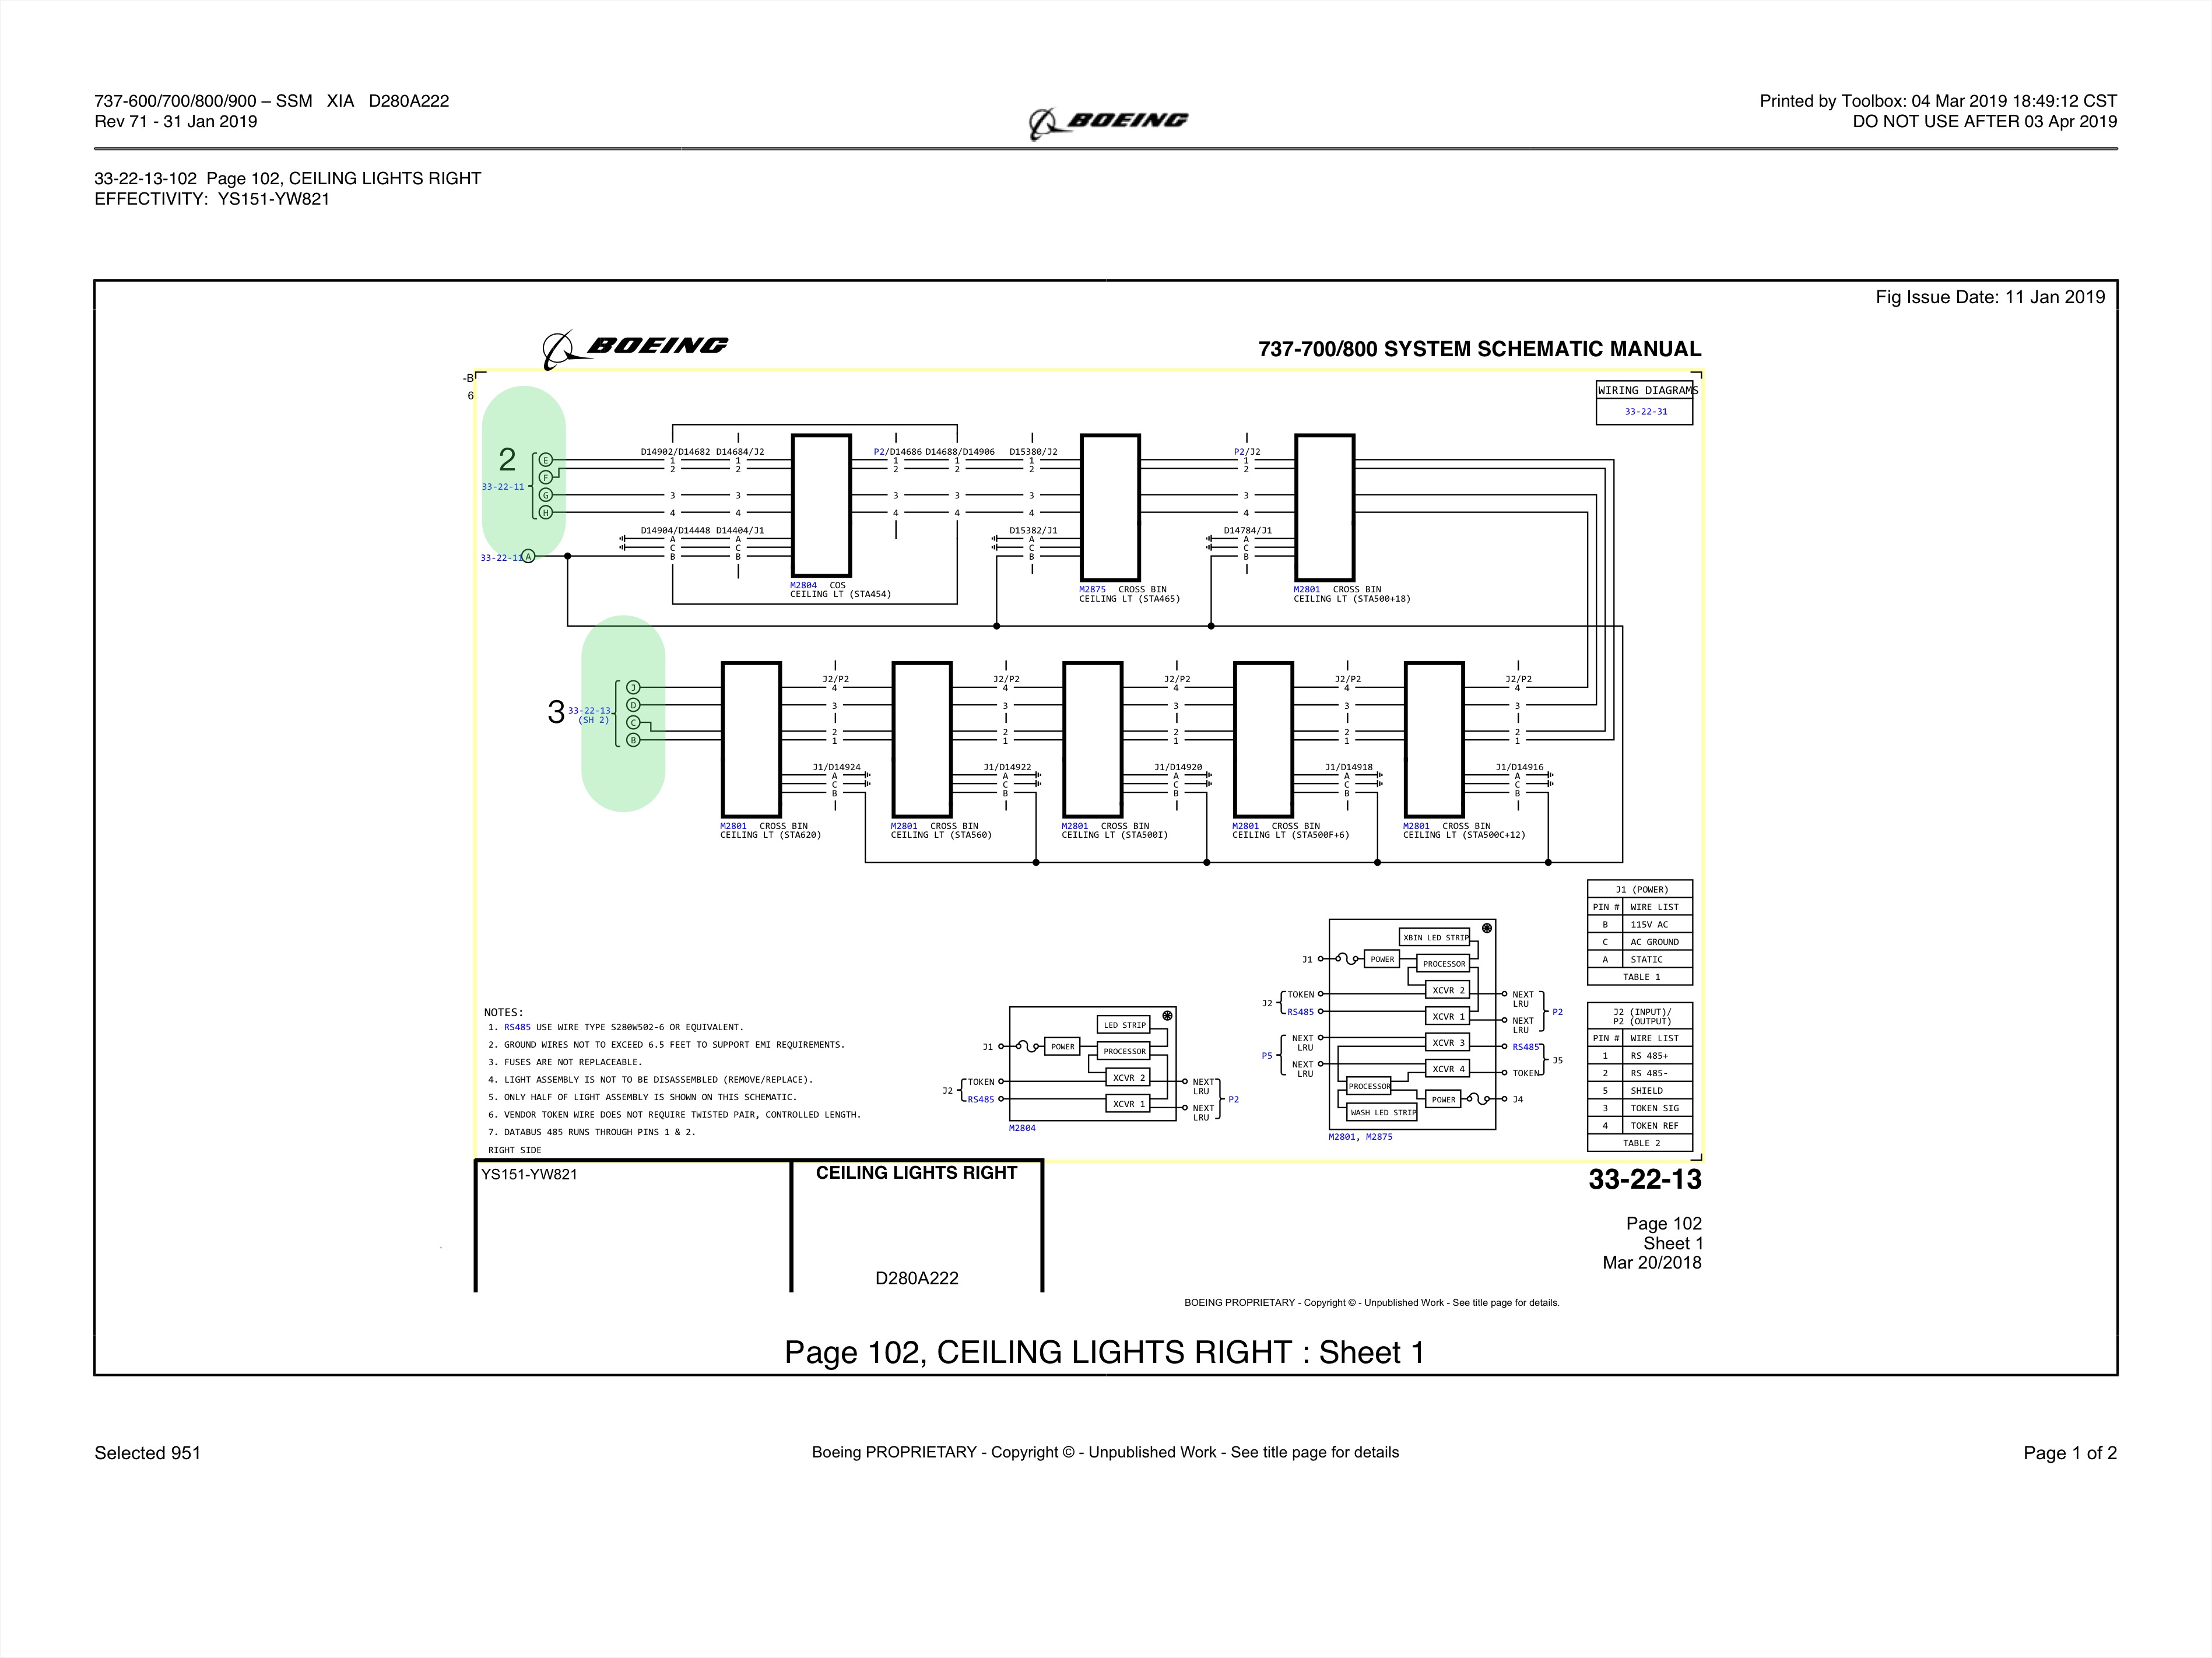 737-600/700/800/900 – SSM XIA D280A222
Rev 71 - 31 Jan 2019
BOEING
Printed by Toolbox: 04 Mar 2019 18:49:12 CST
DO NOT USE AFTER 03 Apr 2019
33-22-13-102 Page 102, CEILING LIGHTS RIGHT
EFFECTIVITY: YS151-YW821
Fig Issue Date: 11 Jan 2019
BOEING
737-700/800 SYSTEM SCHEMATIC MANUAL
-B
6
WIRING DIAGRAMS
33-22-31
2
33-22-11
E
F
G
H
33-22-11 A
D14902/D14682 D14684/J2 P2/D14686 D14688/D14906 D15380/J2 P2/J2
1 1 1 1 1 1
2 2 2 2 2 2
3 3 3 3 3 3
4 4 4 4 4 4
D14904/D14448 D14404/J1 D15382/J1 D14784/J1
A A A A
C C C C
B B B B
M2804 COS
CEILING LT (STA454)
M2875 CROSS BIN
CEILING LT (STA465)
M2801 CROSS BIN
CEILING LT (STA500+18)
3
33-22-13
(SH 2)
J
D
C
B
J2/P2 J2/P2 J2/P2 J2/P2 J2/P2
4 4 4 4 4
3 3 3 3 3
2 2 2 2 2
1 1 1 1 1
J1/D14924 J1/D14922 J1/D14920 J1/D14918 J1/D14916
A A A A A
C C C C C
B B B B B
M2801 CROSS BIN
CEILING LT (STA620)
M2801 CROSS BIN
CEILING LT (STA560)
M2801 CROSS BIN
CEILING LT (STA500I)
M2801 CROSS BIN
CEILING LT (STA500F+6)
M2801 CROSS BIN
CEILING LT (STA500C+12)
NOTES:
1. RS485 USE WIRE TYPE S280W502-6 OR EQUIVALENT.
2. GROUND WIRES NOT TO EXCEED 6.5 FEET TO SUPPORT EMI REQUIREMENTS.
3. FUSES ARE NOT REPLACEABLE.
4. LIGHT ASSEMBLY IS NOT TO BE DISASSEMBLED (REMOVE/REPLACE).
5. ONLY HALF OF LIGHT ASSEMBLY IS SHOWN ON THIS SCHEMATIC.
6. VENDOR TOKEN WIRE DOES NOT REQUIRE TWISTED PAIR, CONTROLLED LENGTH.
7. DATABUS 485 RUNS THROUGH PINS 1 & 2.
RIGHT SIDE
LED STRIP
J1
POWER
PROCESSOR
J2
TOKEN
RS485
XCVR 2
XCVR 1
NEXT
LRU
NEXT
LRU
P2
M2804
XBIN LED STRIP
J1
POWER
PROCESSOR
J2
TOKEN
RS485
XCVR 2
XCVR 1
NEXT
LRU
NEXT
LRU
P2
P5
NEXT
LRU
NEXT
LRU
XCVR 3
XCVR 4
RS485
TOKEN
J5
PROCESSOR
POWER
J4
WASH LED STRIP
M2801, M2875
J1 (POWER)
PIN # WIRE LIST
B 115V AC
C AC GROUND
A STATIC
TABLE 1
J2 (INPUT)/
P2 (OUTPUT)
PIN # WIRE LIST
1 RS 485+
2 RS 485-
5 SHIELD
3 TOKEN SIG
4 TOKEN REF
TABLE 2
YS151-YW821
CEILING LIGHTS RIGHT
D280A222
33-22-13
Page 102
Sheet 1
Mar 20/2018
BOEING PROPRIETARY - Copyright © - Unpublished Work - See title page for details.
Page 102, CEILING LIGHTS RIGHT : Sheet 1
Selected 951
Boeing PROPRIETARY - Copyright © - Unpublished Work - See title page for details
Page 1 of 2